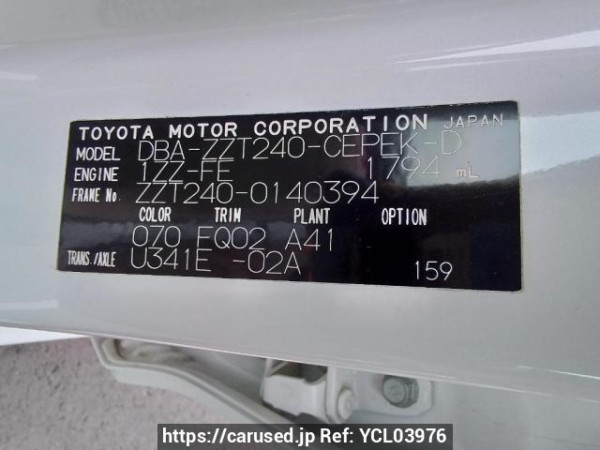 TOYOTA MOTOR CORPORATION JAPAN
MODEL DBA-ZZT240-CEPEK-D
ENGINE 1ZZ-FE 1794 mL
FRAME No. ZZT240-0140394
COLOR TRIM PLANT OPTION
070 FQ02 A41
TRANS./AXLE U341E -02A
159
https://carused.jp Ref: YCL03976